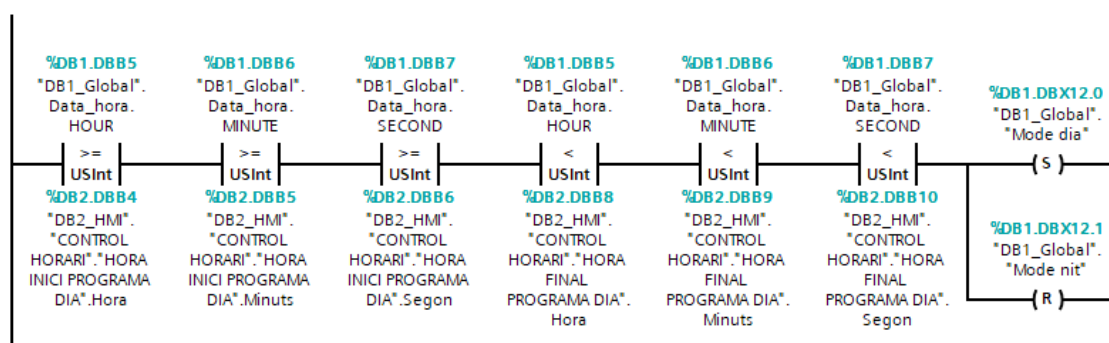 %DB1.DBB5
"DB1_Global".
Data_hora.
HOUR
>=
USInt
%DB2.DBB4
"DB2_HMI".
"CONTROL
HORARI"."HORA
INICI PROGRAMA
DIA".Hora
%DB1.DBB6
"DB1_Global".
Data_hora.
MINUTE
>=
USInt
%DB2.DBB5
"DB2_HMI".
"CONTROL
HORARI"."HORA
INICI PROGRAMA
DIA".Minuts
%DB1.DBB7
"DB1_Global".
Data_hora.
SECOND
>=
USInt
%DB2.DBB6
"DB2_HMI".
"CONTROL
HORARI"."HORA
INICI PROGRAMA
DIA".Segon
%DB1.DBB5
"DB1_Global".
Data_hora.
HOUR
<
USInt
%DB2.DBB8
"DB2_HMI".
"CONTROL
HORARI"."HORA
FINAL
PROGRAMA DIA".
Hora
%DB1.DBB6
"DB1_Global".
Data_hora.
MINUTE
<
USInt
%DB2.DBB9
"DB2_HMI".
"CONTROL
HORARI"."HORA
FINAL
PROGRAMA DIA".
Minuts
%DB1.DBB7
"DB1_Global".
Data_hora.
SECOND
<
USInt
%DB2.DBB10
"DB2_HMI".
"CONTROL
HORARI"."HORA
FINAL
PROGRAMA DIA".
Segon
%DB1.DBX12.0
"DB1_Global".
"Mode dia"
S
%DB1.DBX12.1
"DB1_Global".
"Mode nit"
R